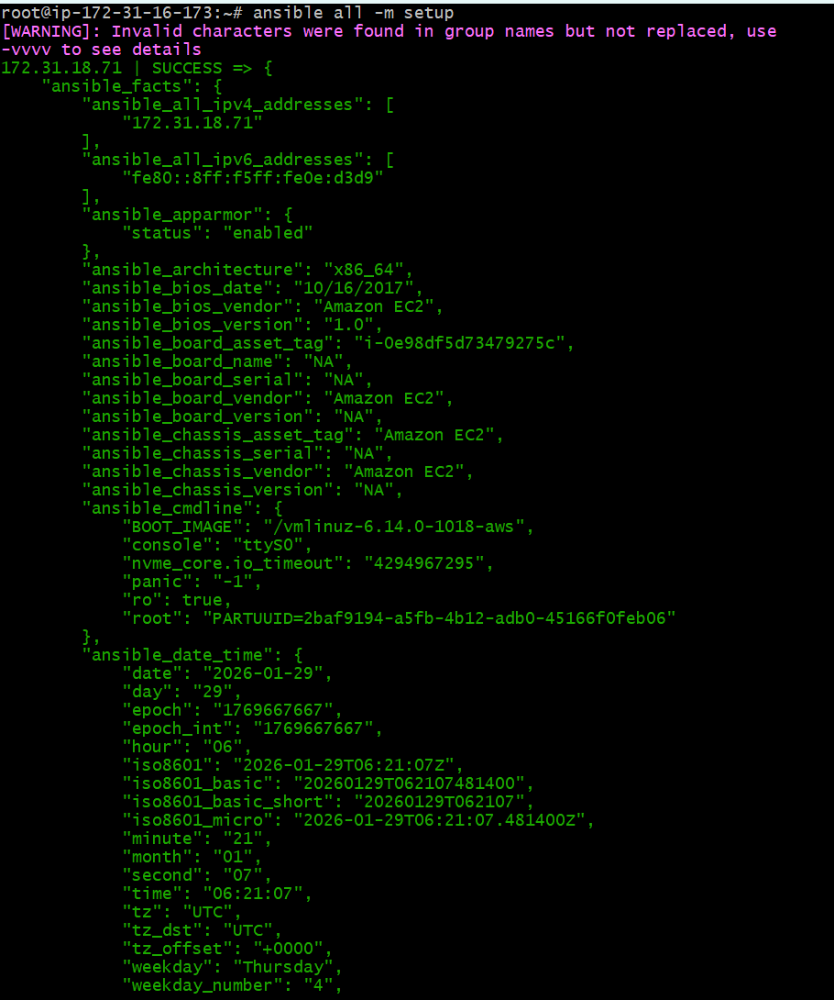 root@ip-172-31-16-173:~# ansible all -m setup
[WARNING]: Invalid characters were found in group names but not replaced, use
-vvvv to see details
172.31.18.71 | SUCCESS => {
    "ansible_facts": {
        "ansible_all_ipv4_addresses": [
            "172.31.18.71"
        ],
        "ansible_all_ipv6_addresses": [
            "fe80::8ff:f5ff:fe0e:d3d9"
        ],
        "ansible_apparmor": {
            "status": "enabled"
        },
        "ansible_architecture": "x86_64",
        "ansible_bios_date": "10/16/2017",
        "ansible_bios_vendor": "Amazon EC2",
        "ansible_bios_version": "1.0",
        "ansible_board_asset_tag": "i-0e98df5d73479275c",
        "ansible_board_name": "NA",
        "ansible_board_serial": "NA",
        "ansible_board_vendor": "Amazon EC2",
        "ansible_board_version": "NA",
        "ansible_chassis_asset_tag": "Amazon EC2",
        "ansible_chassis_serial": "NA",
        "ansible_chassis_vendor": "Amazon EC2",
        "ansible_chassis_version": "NA",
        "ansible_cmdline": {
            "BOOT_IMAGE": "/vmlinuz-6.14.0-1018-aws",
            "console": "ttyS0",
            "nvme_core.io_timeout": "4294967295",
            "panic": "-1",
            "ro": true,
            "root": "PARTUUID=2baf9194-a5fb-4b12-adb0-45166f0feb06"
        },
        "ansible_date_time": {
            "date": "2026-01-29",
            "day": "29",
            "epoch": "1769667667",
            "epoch_int": "1769667667",
            "hour": "06",
            "iso8601": "2026-01-29T06:21:07Z",
            "iso8601_basic": "20260129T062107481400",
            "iso8601_basic_short": "20260129T062107",
            "iso8601_micro": "2026-01-29T06:21:07.481400Z",
            "minute": "21",
            "month": "01",
            "second": "07",
            "time": "06:21:07",
            "tz": "UTC",
            "tz_dst": "UTC",
            "tz_offset": "+0000",
            "weekday": "Thursday",
            "weekday_number": "4",